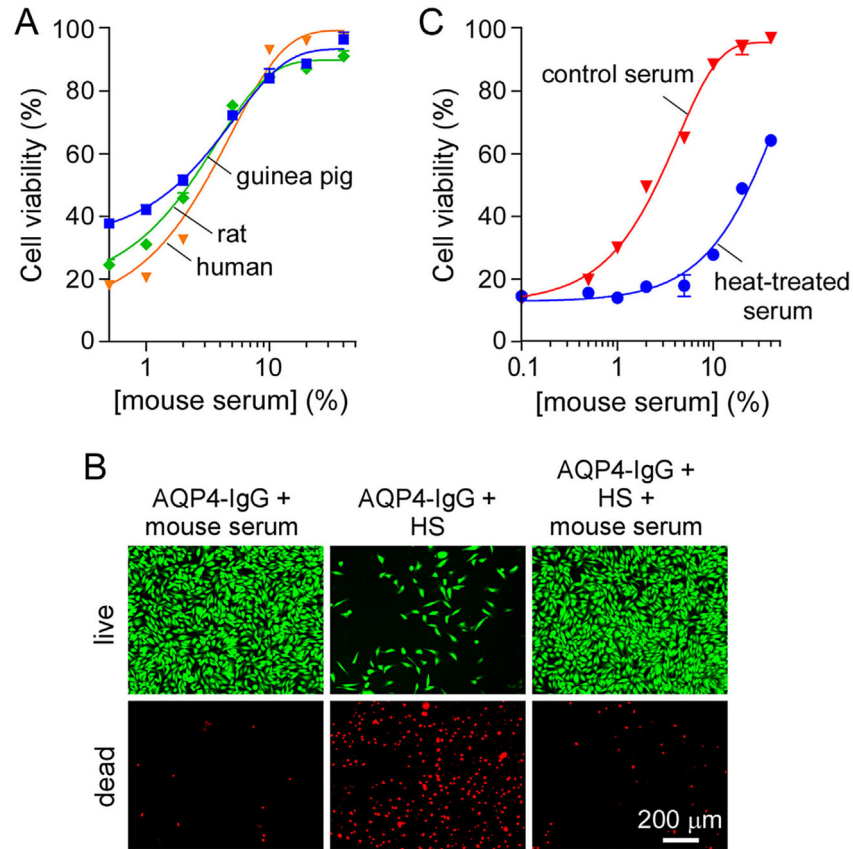 A
Cell viability (%)
100
80
60
40
20
0
guinea pig
rat
human
1
10
[mouse serum] (%)
C
Cell viability (%)
100
80
60
40
20
0
control serum
heat-treated
serum
0.1
1
10
[mouse serum] (%)
B
AQP4-IgG +
mouse serum
AQP4-IgG +
HS
AQP4-IgG +
HS +
mouse serum
live
dead
200 μm